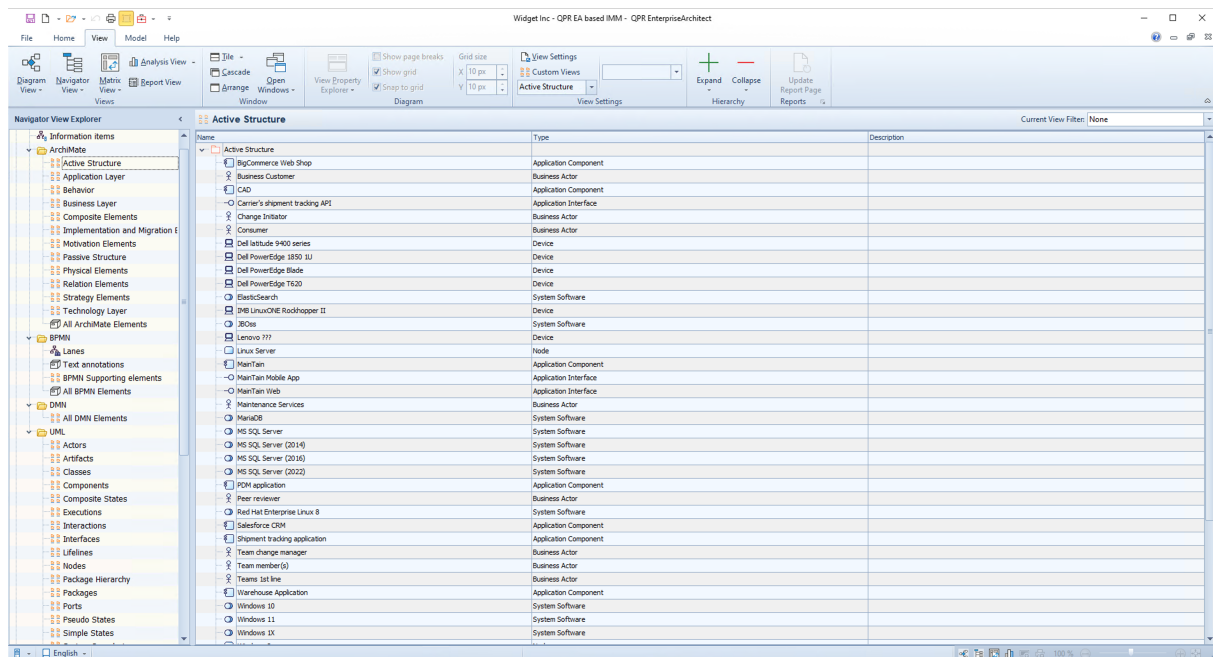 Widget Inc - QPR EA based IMM - QPR EnterpriseArchitect
File Home View Model Help
Diagram View
Navigator View
Matrix View
Analysis View
Report View
Views
Tile
Cascade
Arrange
Open Windows
Window
View Property Explorer
Show page breaks
Show grid
Snap to grid
Grid size
X 10 px
Y 10 px
Diagram
View Settings
Custom Views
Active Structure
View Settings
Expand
Collapse
Hierarchy
Update Report Page
Reports
Navigator View Explorer
Information items
ArchiMate
Active Structure
Application Layer
Behavior
Business Layer
Composite Elements
Implementation and Migration E
Motivation Elements
Passive Structure
Physical Elements
Relation Elements
Strategy Elements
Technology Layer
All ArchiMate Elements
BPMN
Lanes
Text annotations
BPMN Supporting elements
All BPMN Elements
DMN
All DMN Elements
UML
Actors
Artifacts
Classes
Components
Composite States
Executions
Interactions
Interfaces
Lifelines
Nodes
Package Hierarchy
Packages
Ports
Pseudo States
Simple States
Active Structure
Current View Filter: None
Name Type Description
Active Structure
BigCommerce Web Shop Application Component
Business Customer Business Actor
CAD Application Component
Carrier's shipment tracking API Application Interface
Change Initiator Business Actor
Consumer Business Actor
Dell latitude 9400 series Device
Dell PowerEdge 1850 1U Device
Dell PowerEdge Blade Device
Dell PowerEdge T620 Device
ElasticSearch System Software
IMB LinuxONE Rockhopper II Device
JBOss System Software
Lenovo ??? Device
Linux Server Node
MainTain Application Component
MainTain Mobile App Application Interface
MainTain Web Application Interface
Maintenance Services Business Actor
MariaDB System Software
MS SQL Server System Software
MS SQL Server (2014) System Software
MS SQL Server (2016) System Software
MS SQL Server (2022) System Software
PDM application Application Component
Peer reviewer Business Actor
Red Hat Enterprise Linux 8 System Software
Salesforce CRM Application Component
Shipment tracking application Application Component
Team change manager Business Actor
Team member(s) Business Actor
Teams 1st line Business Actor
Warehouse Application Application Component
Windows 10 System Software
Windows 11 System Software
Windows 1X System Software
English
100 %